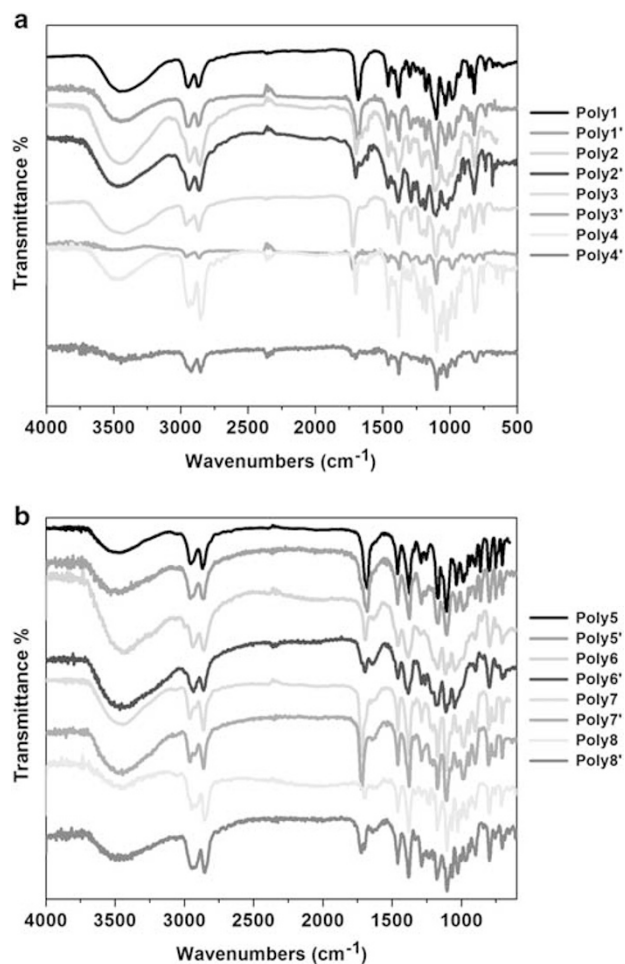 a
Transmittance %
Poly1
Poly1'
Poly2
Poly2'
Poly3
Poly3'
Poly4
Poly4'
4000 3500 3000 2500 2000 1500 1000 500
Wavenumbers (cm⁻¹)
b
Transmittance %
Poly5
Poly5'
Poly6
Poly6'
Poly7
Poly7'
Poly8
Poly8'
4000 3500 3000 2500 2000 1500 1000
Wavenumbers (cm⁻¹)